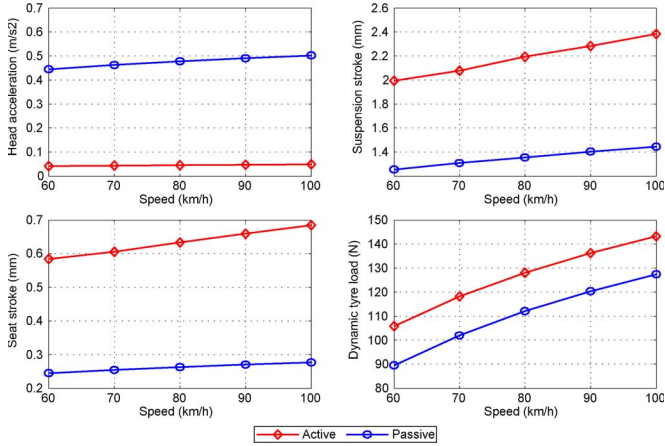 Head acceleration (m/s2)
0.7
0.6
0.5
0.4
0.3
0.2
0.1
0
60 70 80 90 100
Speed (km/h)
Suspension stroke (mm)
2.6
2.4
2.2
2
1.8
1.6
1.4
60 70 80 90 100
Speed (km/h)
Seat stroke (mm)
0.7
0.6
0.5
0.4
0.3
0.2
60 70 80 90 100
Speed (km/h)
Dynamic tyre load (N)
150
140
130
120
110
100
90
80
60 70 80 90 100
Speed (km/h)
Active Passive